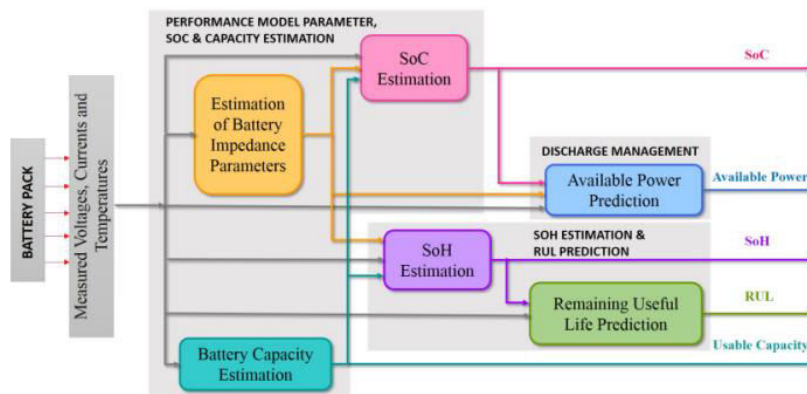 PERFORMANCE MODEL PARAMETER,
SOC & CAPACITY ESTIMATION
SoC
Estimation
SoC
Estimation
of Battery
Impedance
Parameters
BATTERY PACK
Measured Voltages, Currents and
Temperatures
DISCHARGE MANAGEMENT
Available Power
Prediction
Available Power
SOH ESTIMATION &
RUL PREDICTION
SoH
Estimation
SoH
Remaining Useful
Life Prediction
RUL
Battery Capacity
Estimation
Usable Capacity